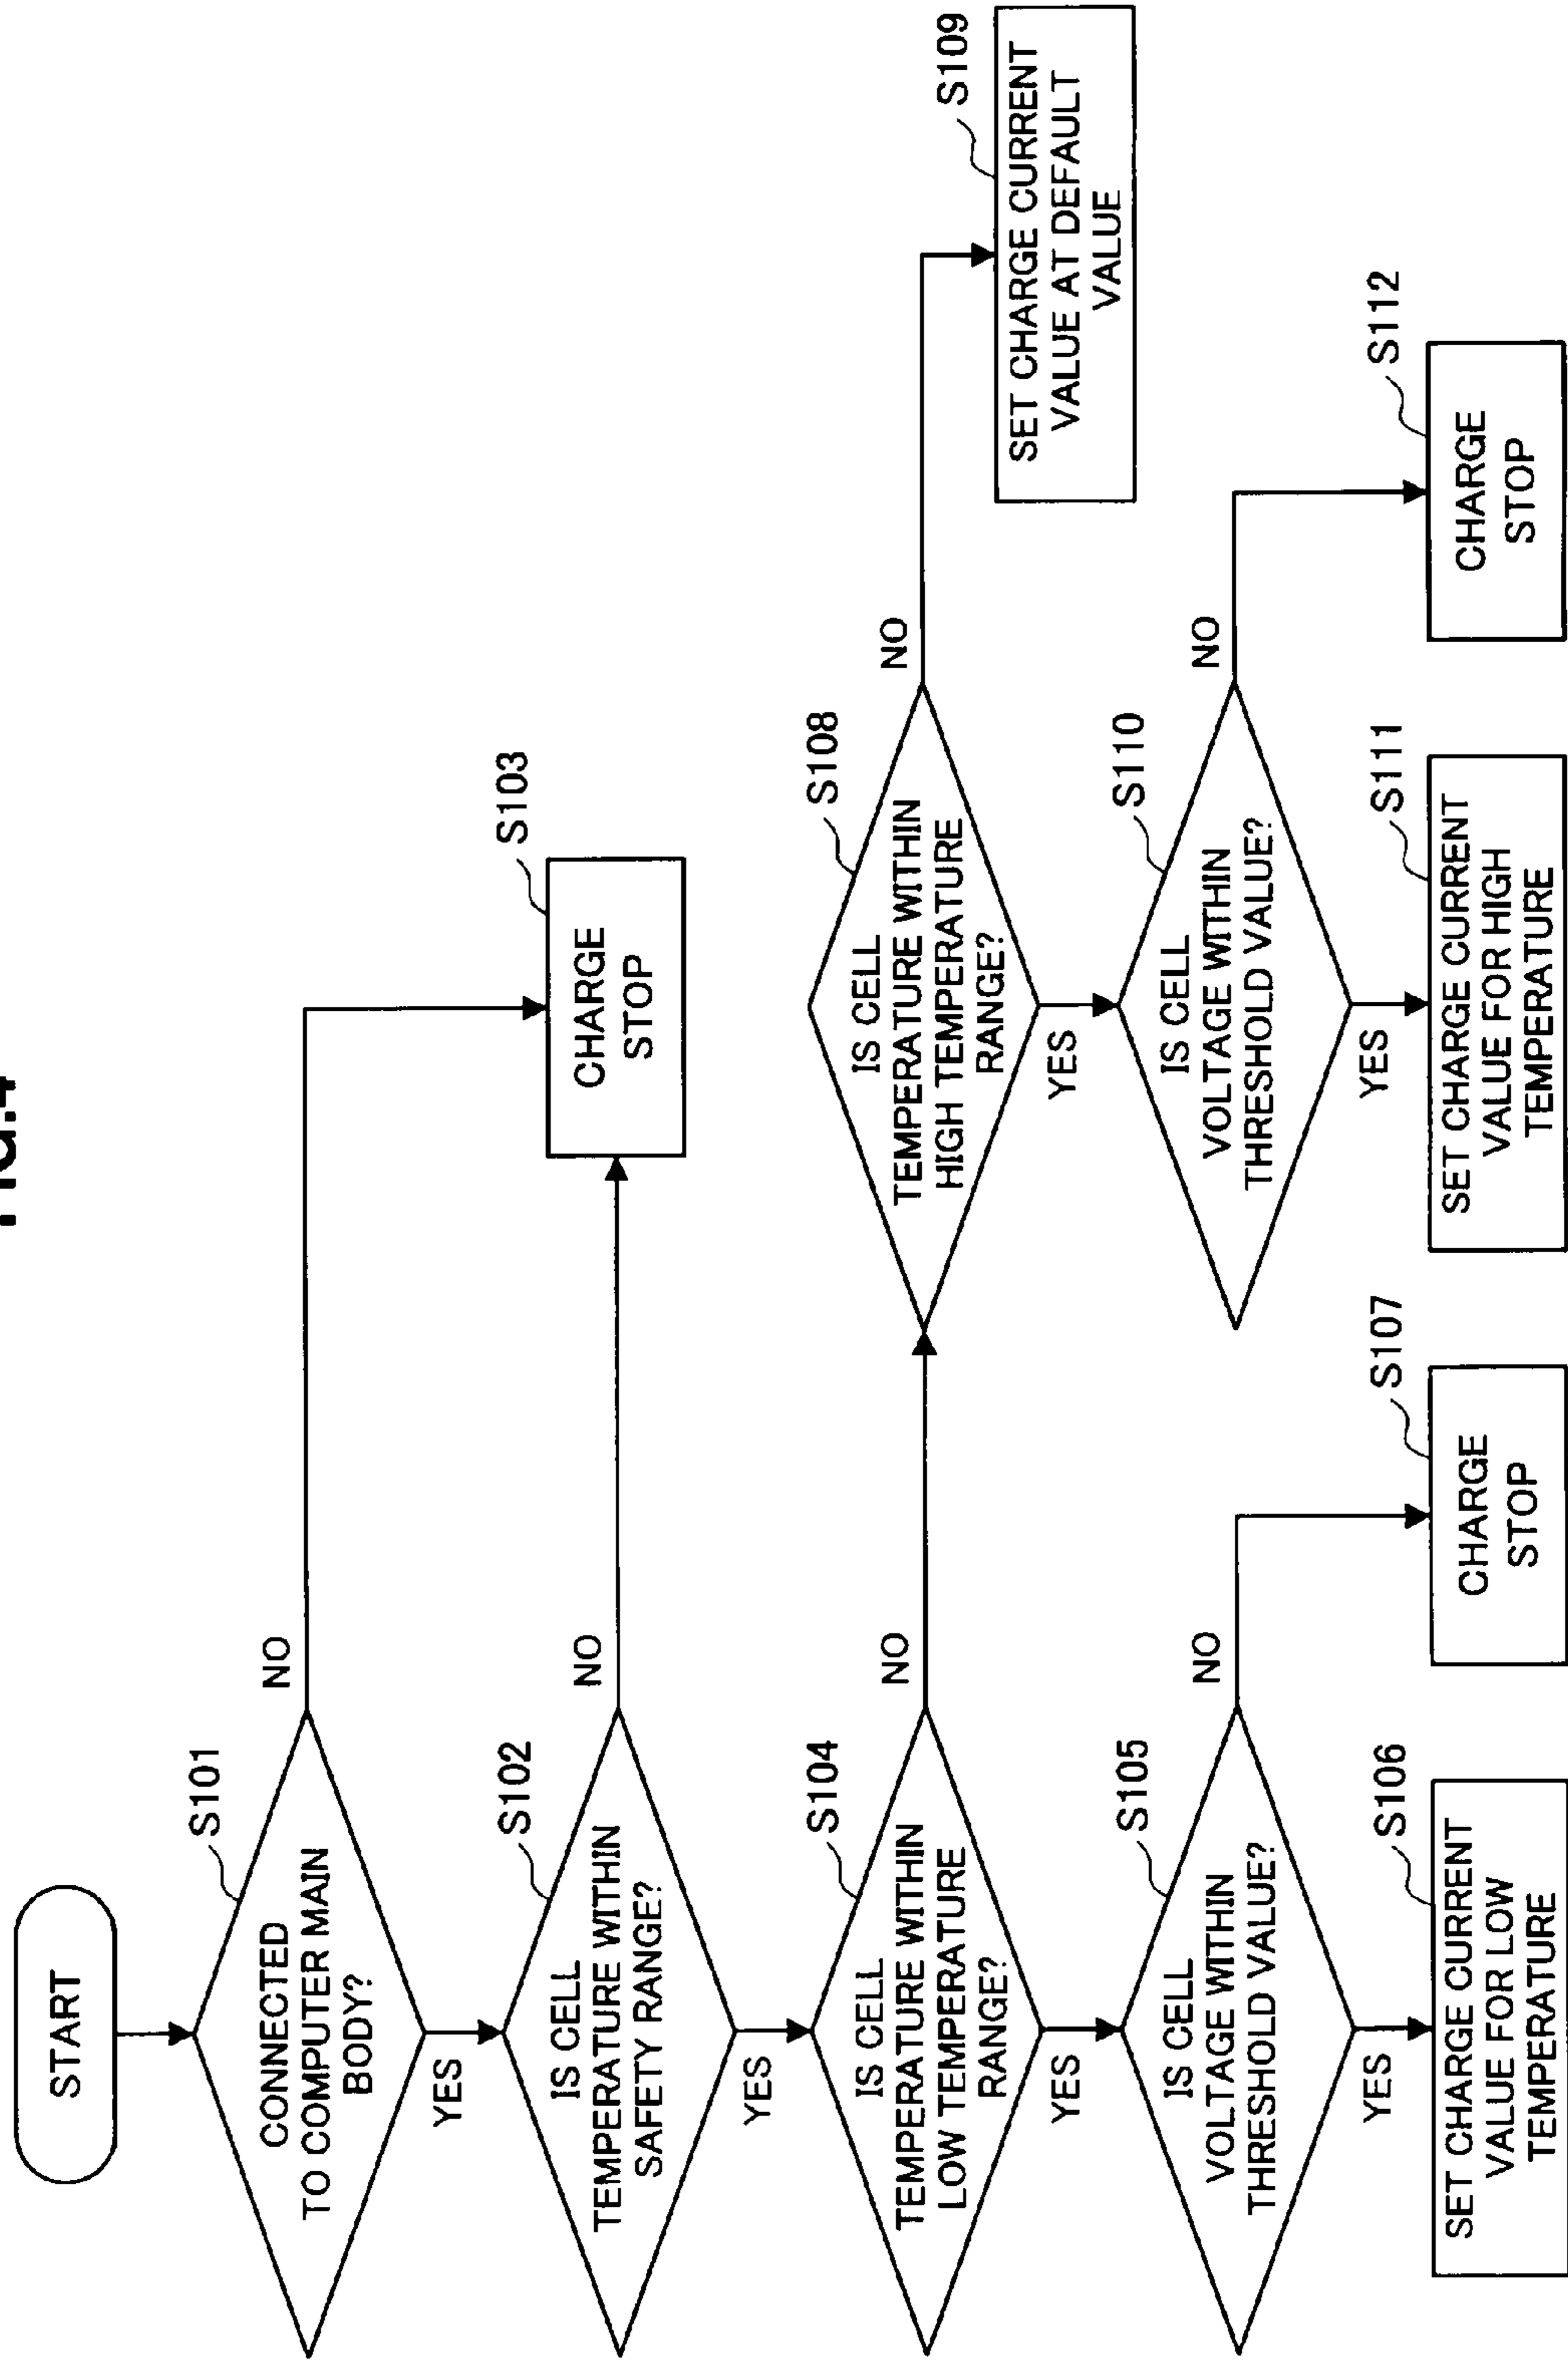 START
S101
CONNECTED
TO COMPUTER MAIN
BODY?
NO
YES
S102
IS CELL
TEMPERATURE WITHIN
SAFETY RANGE?
NO
YES
S103
CHARGE
STOP
S104
IS CELL
TEMPERATURE WITHIN
LOW TEMPERATURE
RANGE?
NO
YES
S105
IS CELL
VOLTAGE WITHIN
THRESHOLD VALUE?
NO
YES
S106
SET CHARGE CURRENT
VALUE FOR LOW
TEMPERATURE
S107
CHARGE
STOP
S108
IS CELL
TEMPERATURE WITHIN
HIGH TEMPERATURE
RANGE?
NO
YES
S109
SET CHARGE CURRENT
VALUE AT DEFAULT
VALUE
S110
IS CELL
VOLTAGE WITHIN
THRESHOLD VALUE?
NO
YES
S111
SET CHARGE CURRENT
VALUE FOR HIGH
TEMPERATURE
S112
CHARGE
STOP